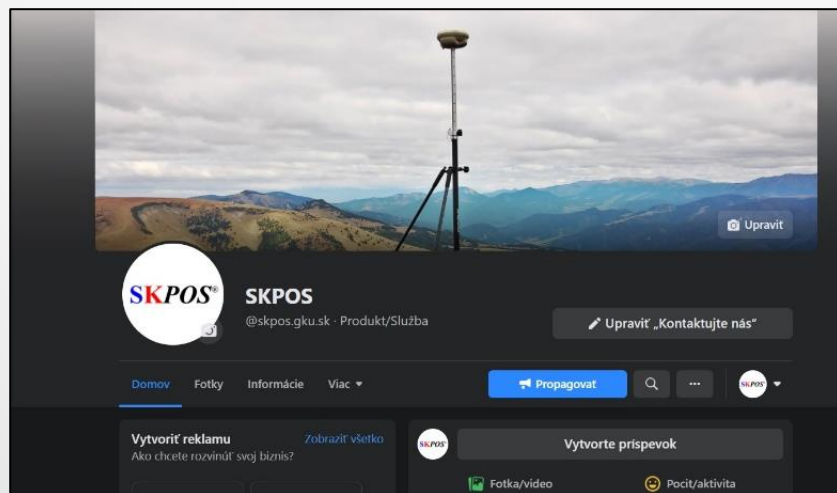 Upraviť
SKPOS®
SKPOS
@skpos.gku.sk · Produkt/Služba
Upraviť „Kontaktujte nás“
Domov Fotky Informácie Viac
Propagovať
SKPOS
Vytvoriť reklamu Zobraziť všetko
Ako chcete rozvinúť svoj biznis?
SKPOS Vytvorte príspevok
Fotka/video Pocit/aktivita